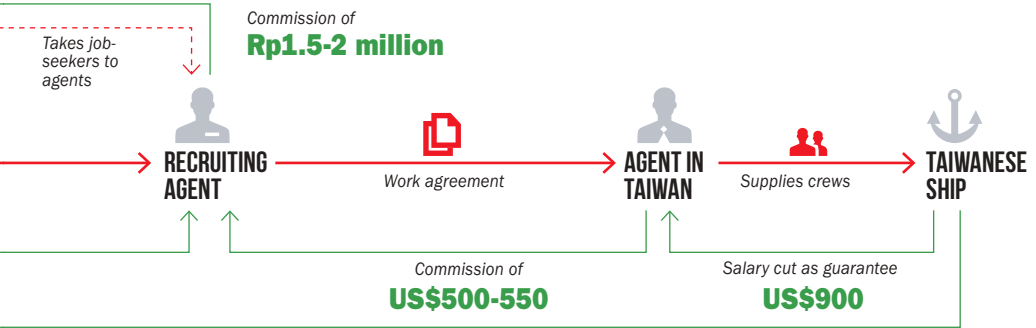 Commission of
Rp1.5-2 million
Takes job-
seekers to
agents
RECRUITING
AGENT
Work agreement
AGENT IN
TAIWAN
Supplies crews
TAIWANESE
SHIP
Commission of
US$500-550
Salary cut as guarantee
US$900